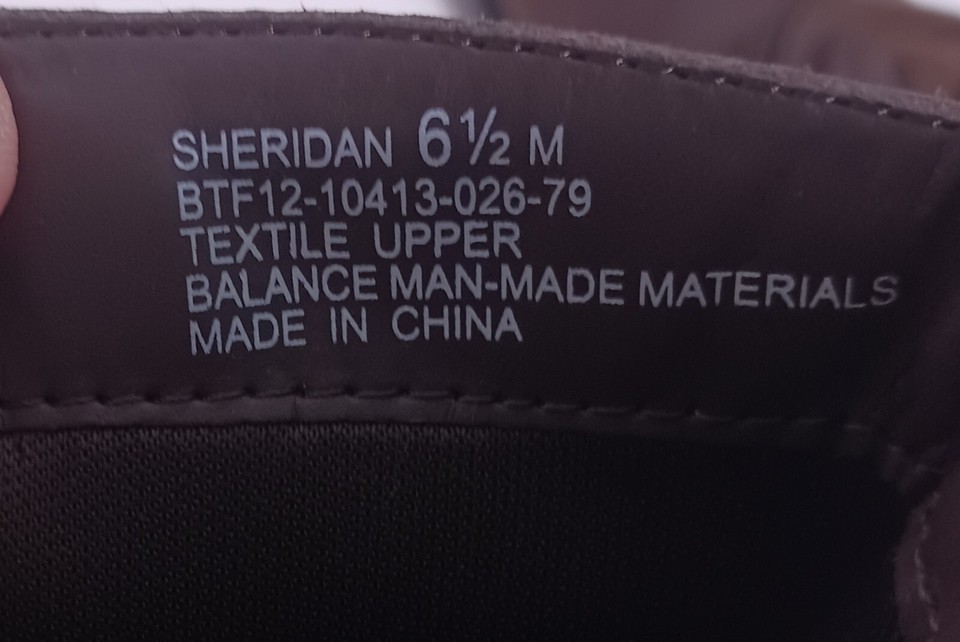 SHERIDAN 6½ M
BTF12-10413-026-79
TEXTILE UPPER
BALANCE MAN-MADE MATERIALS
MADE IN CHINA